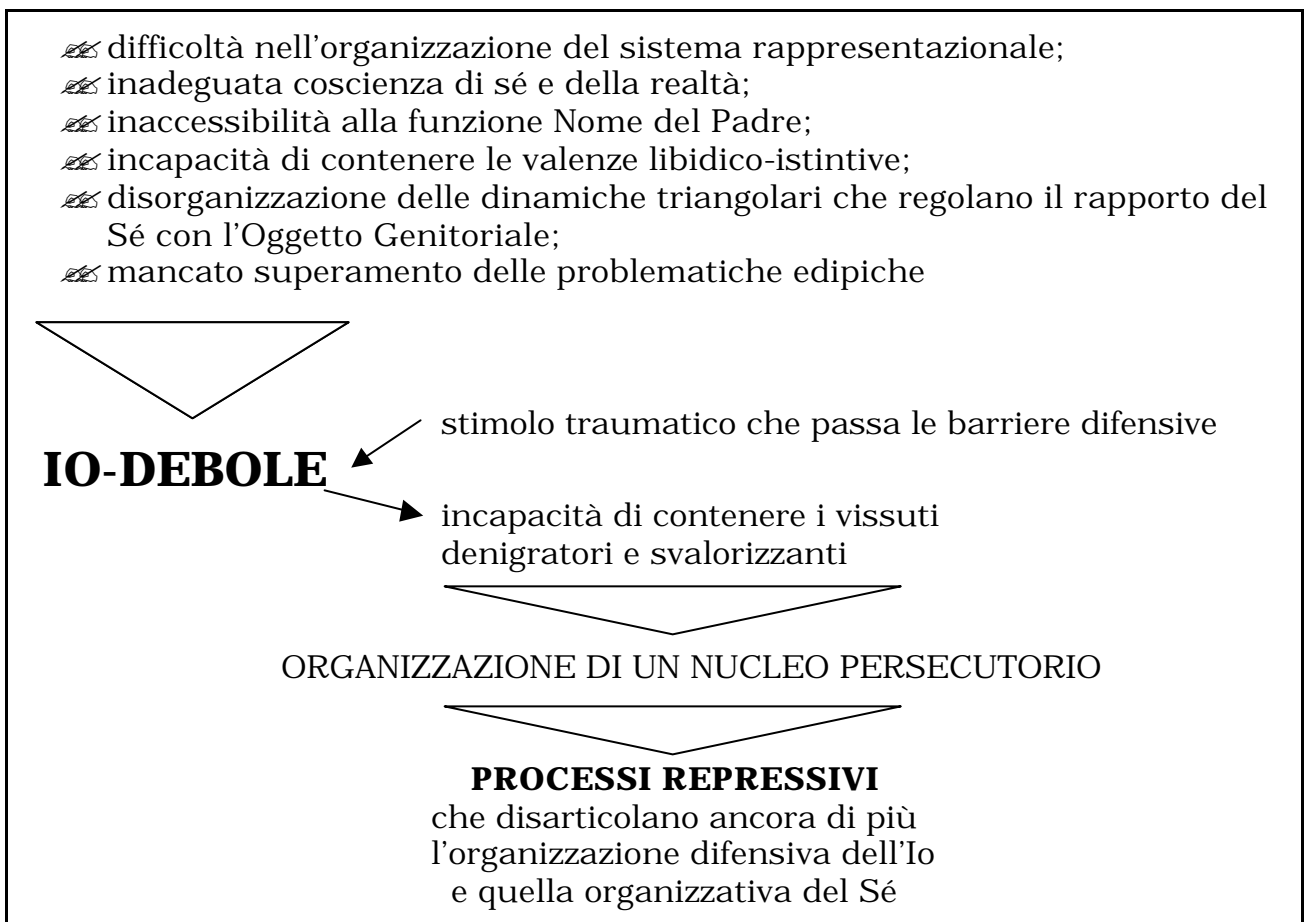 difficoltà nell'organizzazione del sistema rappresentazionale;
inadeguata coscienza di sé e della realtà;
inaccessibilità alla funzione Nome del Padre;
incapacità di contenere le valenze libidico-istintive;
disorganizzazione delle dinamiche triangolari che regolano il rapporto del
Sé con l'Oggetto Genitoriale;
mancato superamento delle problematiche edipiche
stimolo traumatico che passa le barriere difensive
IO-DEBOLE
incapacità di contenere i vissuti
denigratori e svalorizzanti
ORGANIZZAZIONE DI UN NUCLEO PERSECUTORIO
PROCESSI REPRESSIVI
che disarticolano ancora di più
l'organizzazione difensiva dell'Io
e quella organizzativa del Sé